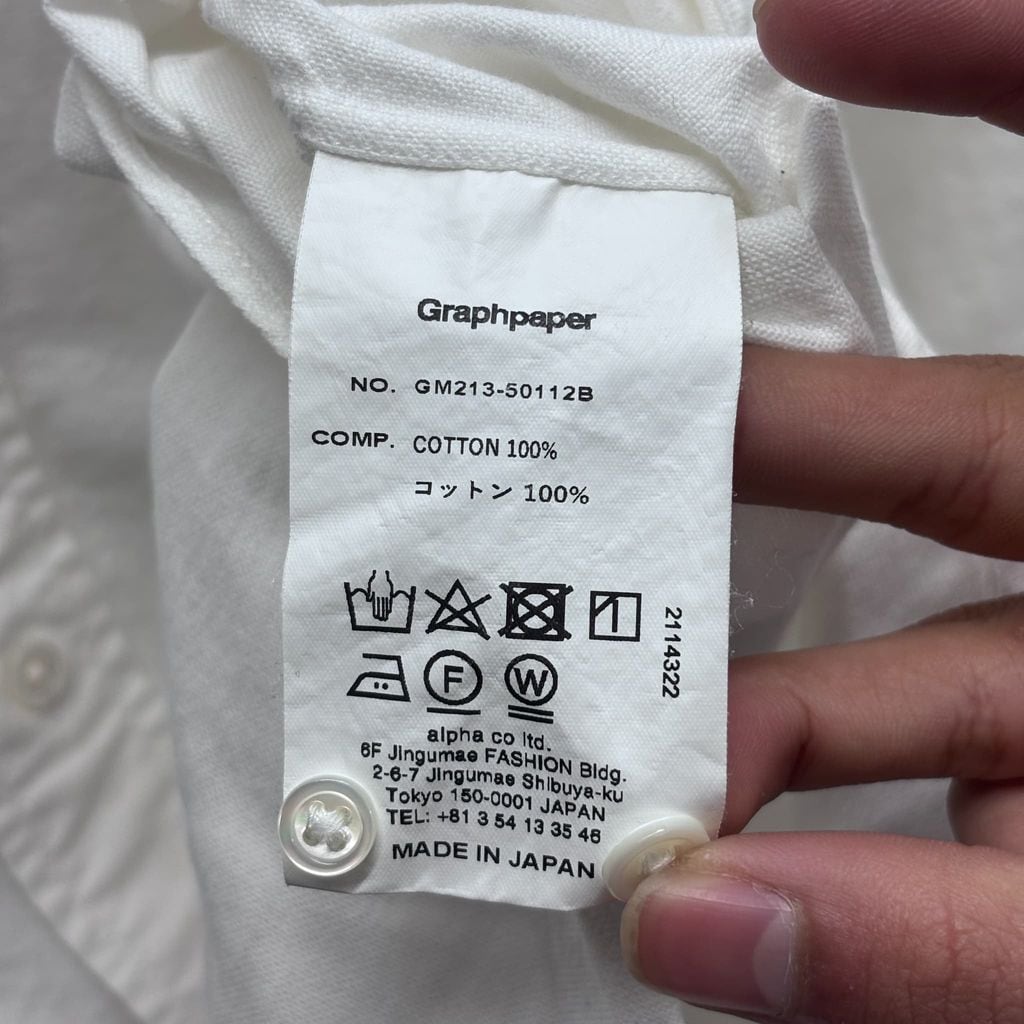 Graphpaper
NO. GM213-50112B
COMP. COTTON 100%
コットン 100%
1
2114322
F
W
alpha co ltd.
6F Jingumae FASHION Bldg.
2-6-7 Jingumae Shibuya-ku
Tokyo 150-0001 JAPAN
TEL: +81 3 54 13 35 46
MADE IN JAPAN